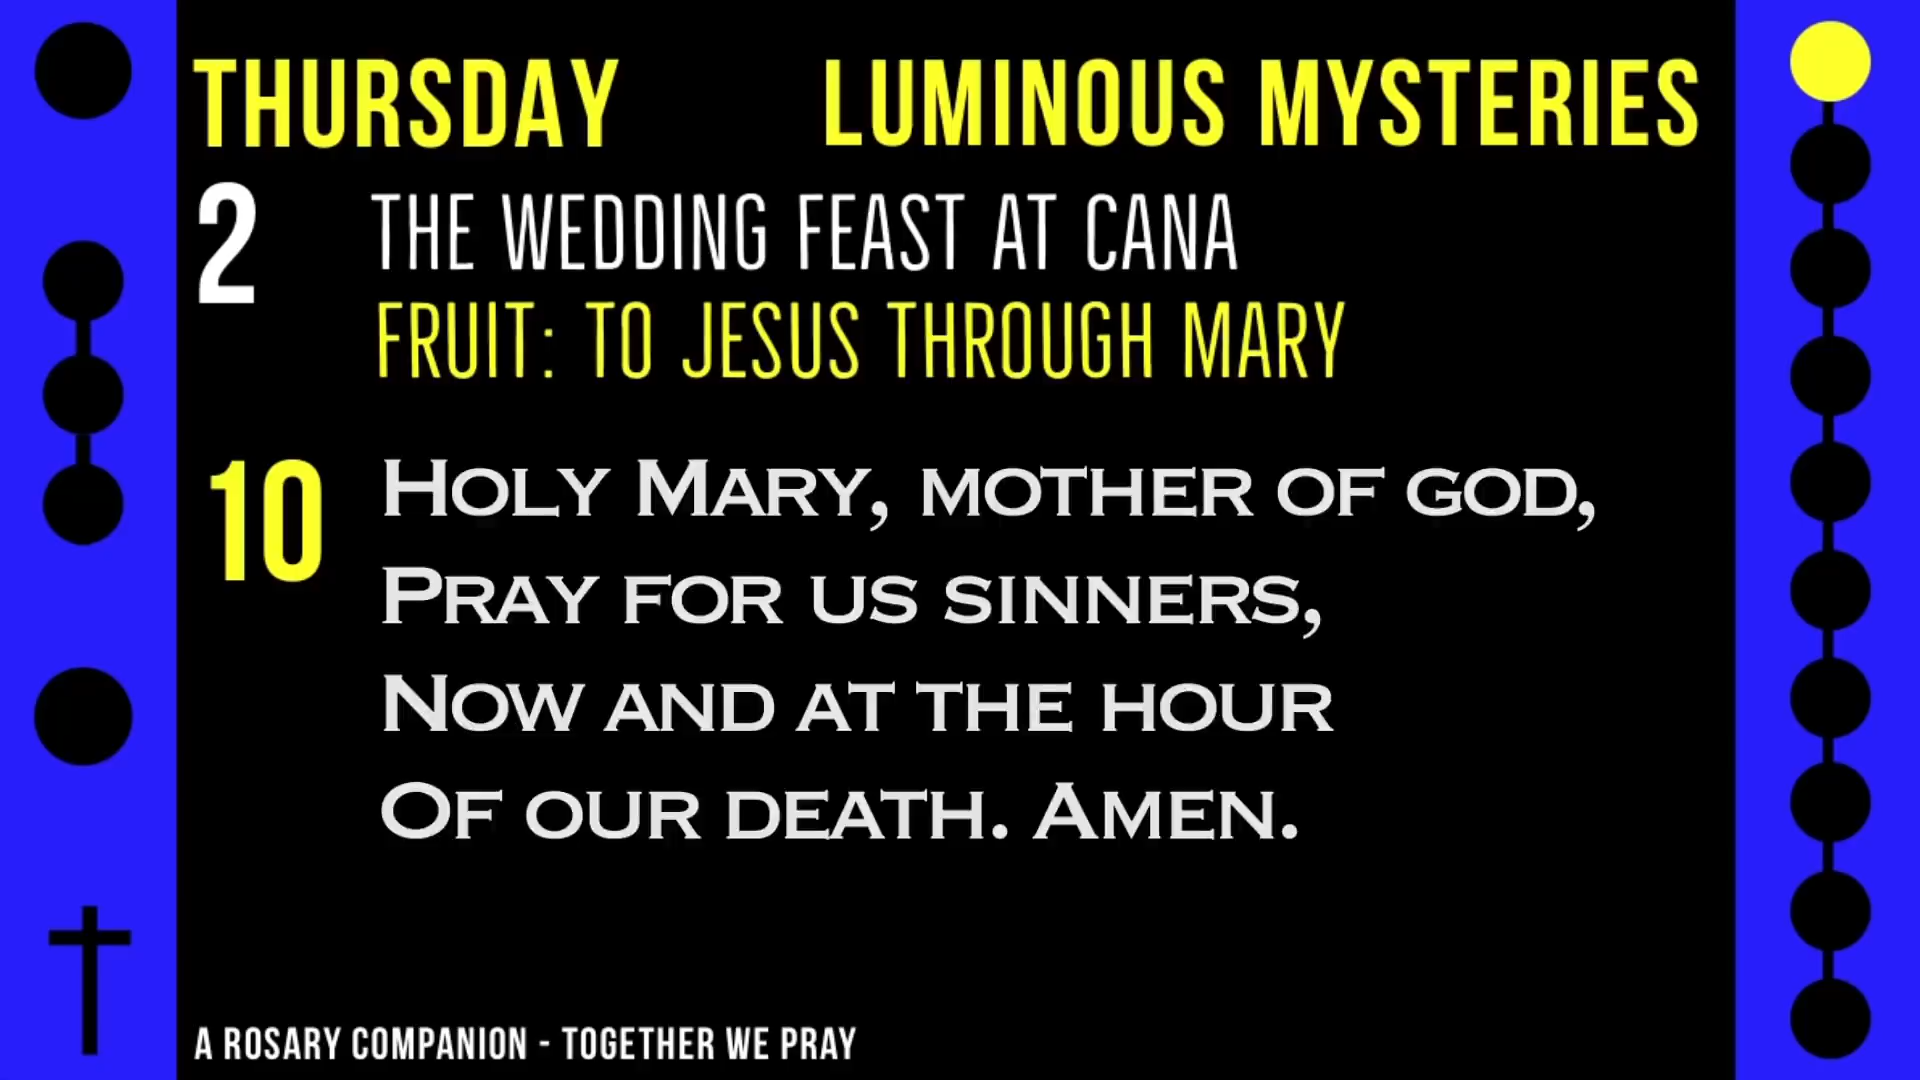 THURSDAY LUMINOUS MYSTERIES
2 THE WEDDING FEAST AT CANA
FRUIT: TO JESUS THROUGH MARY
10 HOLY MARY, MOTHER OF GOD,
PRAY FOR US SINNERS,
NOW AND AT THE HOUR
OF OUR DEATH. AMEN.
A ROSARY COMPANION - TOGETHER WE PRAY